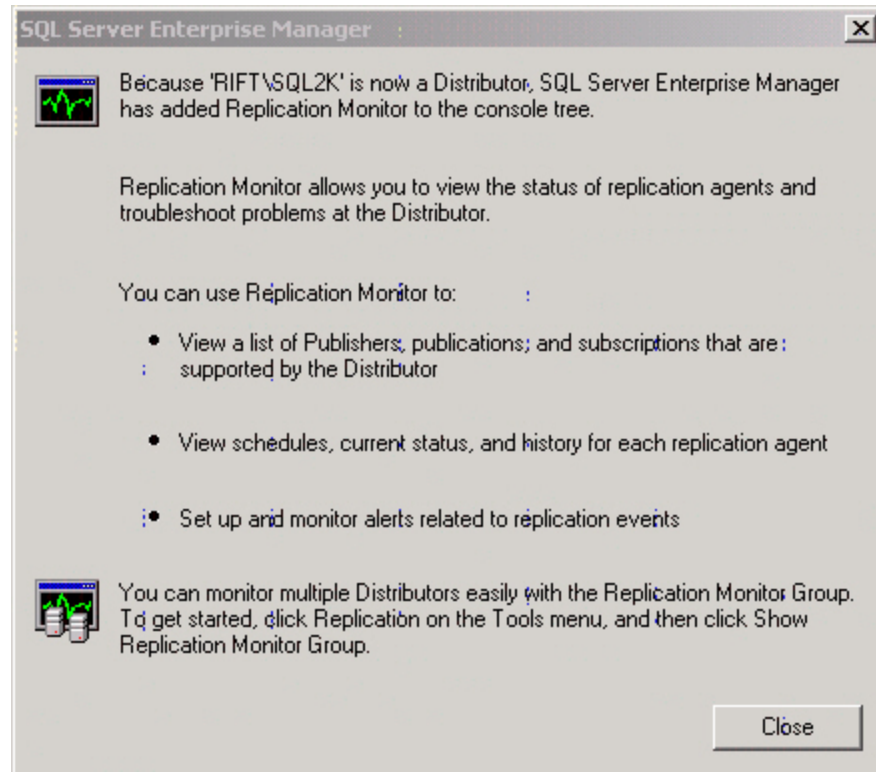 SQL Server Enterprise Manager
Because 'RIFT\SQL2K' is now a Distributor, SQL Server Enterprise Manager
has added Replication Monitor to the console tree.
Replication Monitor allows you to view the status of replication agents and
troubleshoot problems at the Distributor.
You can use Replication Monitor to:
• View a list of Publishers, publications, and subscriptions that are
supported by the Distributor
• View schedules, current status, and history for each replication agent
• Set up and monitor alerts related to replication events
You can monitor multiple Distributors easily with the Replication Monitor Group.
To get started, click Replication on the Tools menu, and then click Show
Replication Monitor Group.
Close